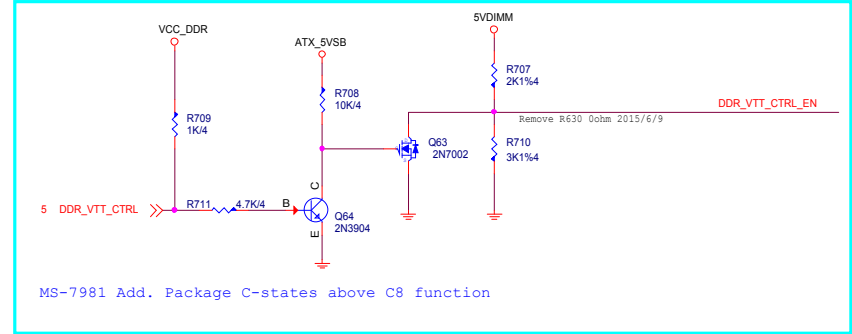 5VDIMM
VCC_DDR
ATX_5VSB
R707
2K1%4
R708
10K/4
DDR_VTT_CTRL_EN
R709
1K/4
Remove R630 0ohm 2015/6/9
Q63
2N7002
R710
3K1%4
C
5 DDR_VTT_CTRL
R711
4.7K/4
B
Q64
2N3904
E
MS-7981 Add. Package C-states above C8 function